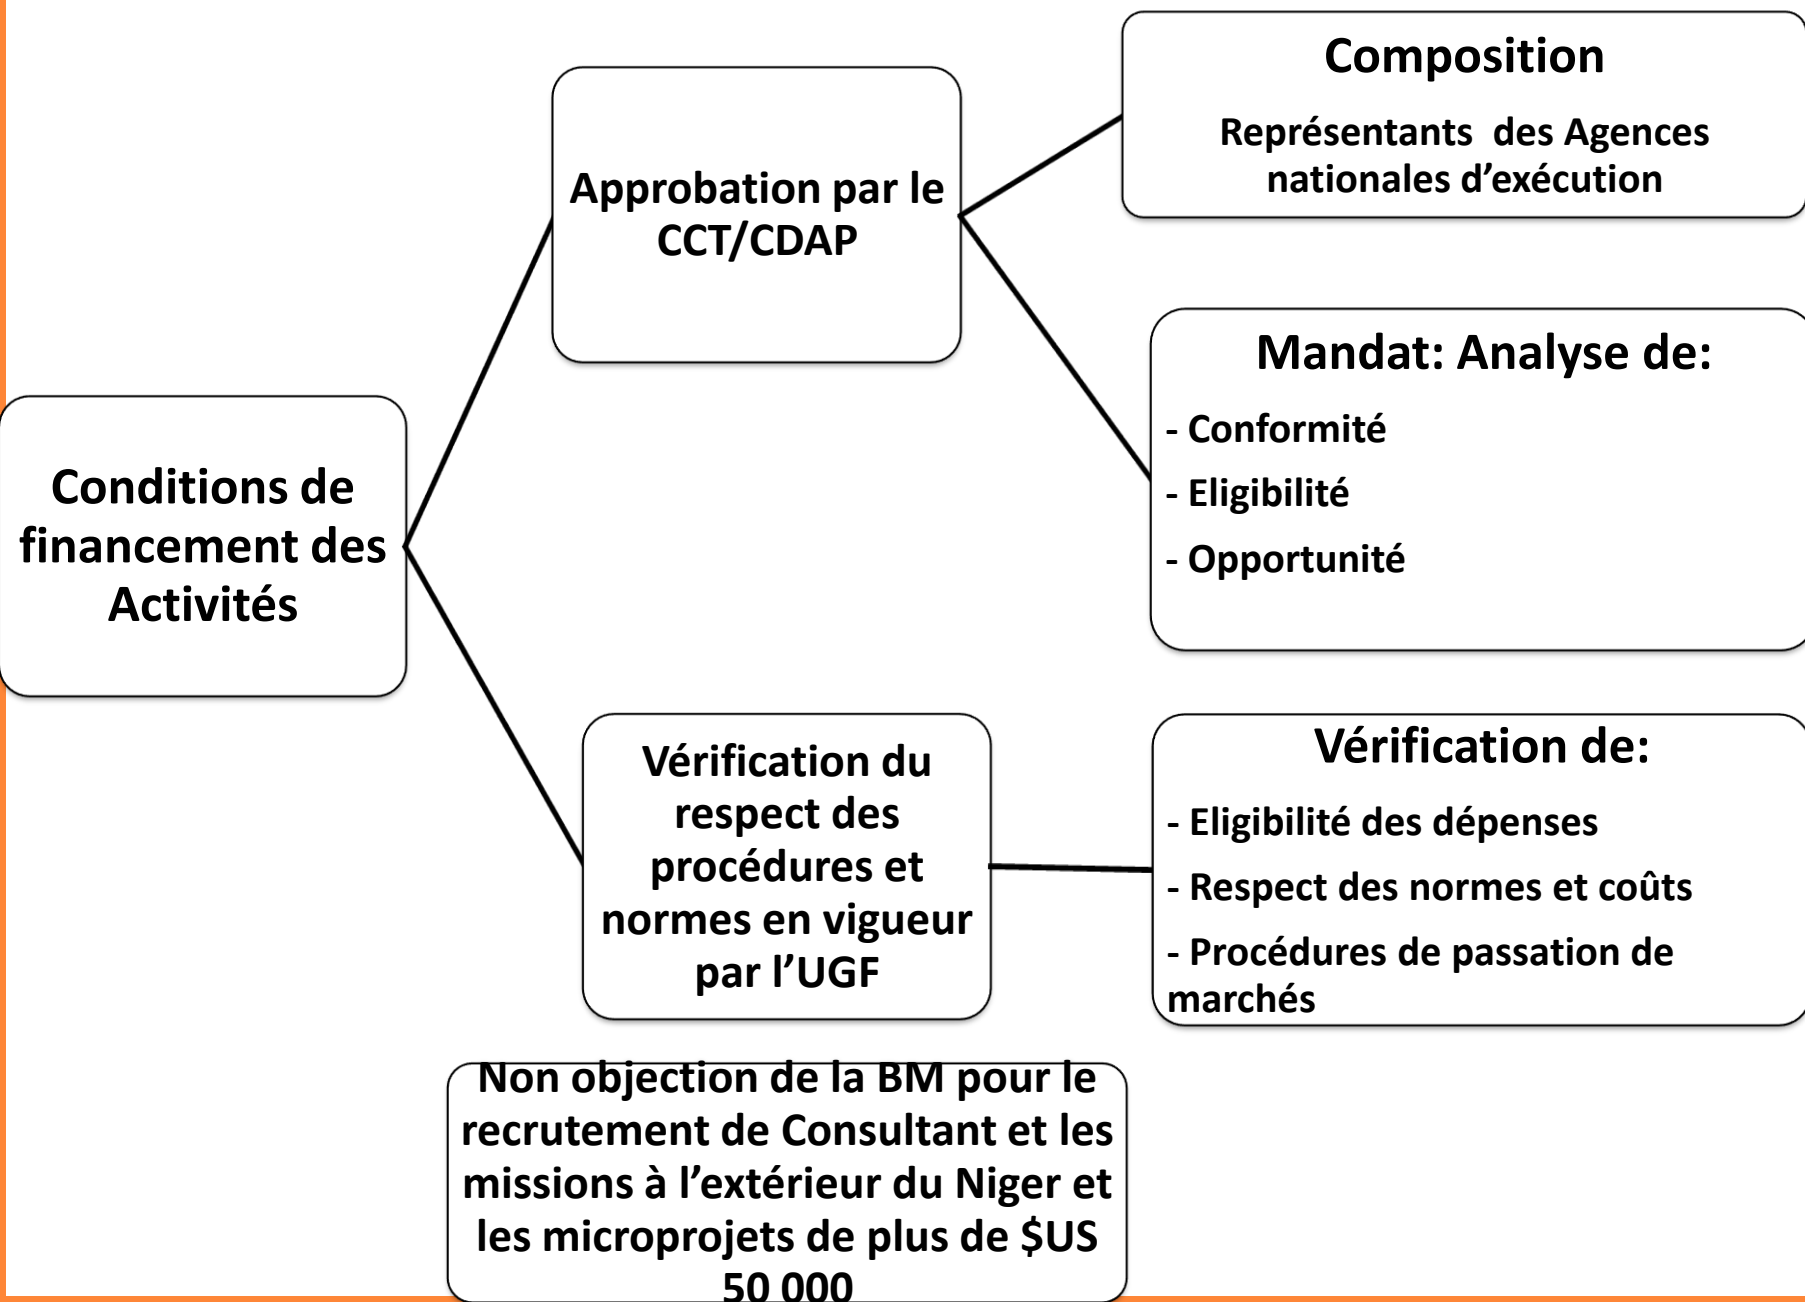 Conditions de
financement des
Activités
Approbation par le
CCT/CDAP
Composition
Représentants des Agences
nationales d’exécution
Mandat: Analyse de:
- Conformité
- Eligibilité
- Opportunité
Vérification du
respect des
procédures et
normes en vigueur
par l’UGF
Vérification de:
- Eligibilité des dépenses
- Respect des normes et coûts
- Procédures de passation de
marchés
Non objection de la BM pour le
recrutement de Consultant et les
missions à l’extérieur du Niger et
les microprojets de plus de $US
50 000